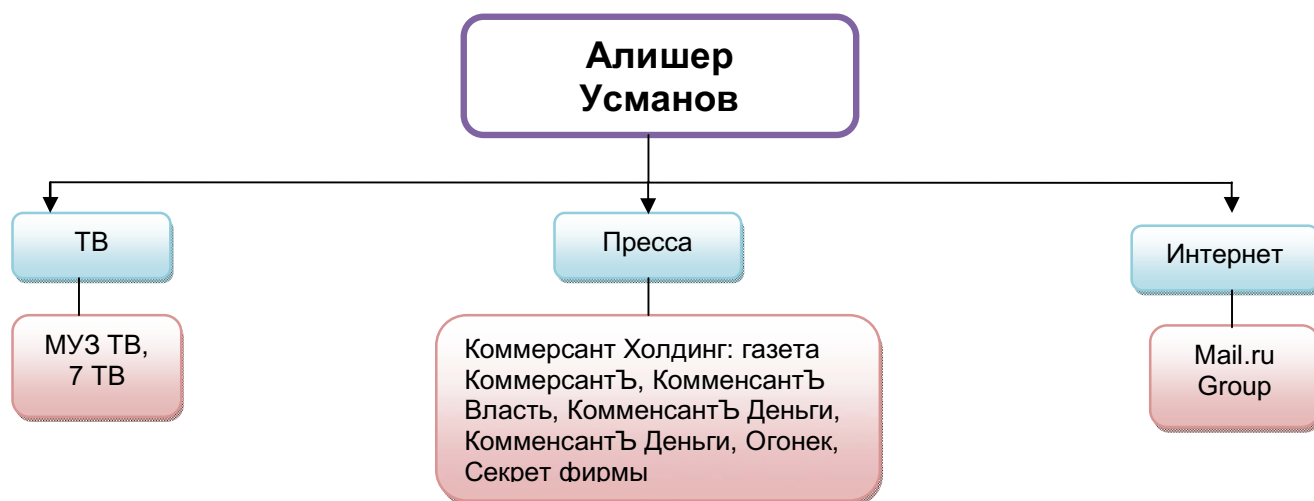 Алишер
Усманов
ТВ
Пресса
Интернет
МУЗ ТВ,
7 ТВ
Коммерсант Холдинг: газета
КоммерсантЪ, КомменсантЪ
Власть, КомменсантЪ Деньги,
КомменсантЪ Деньги, Огонек,
Секрет фирмы
Mail.ru
Group